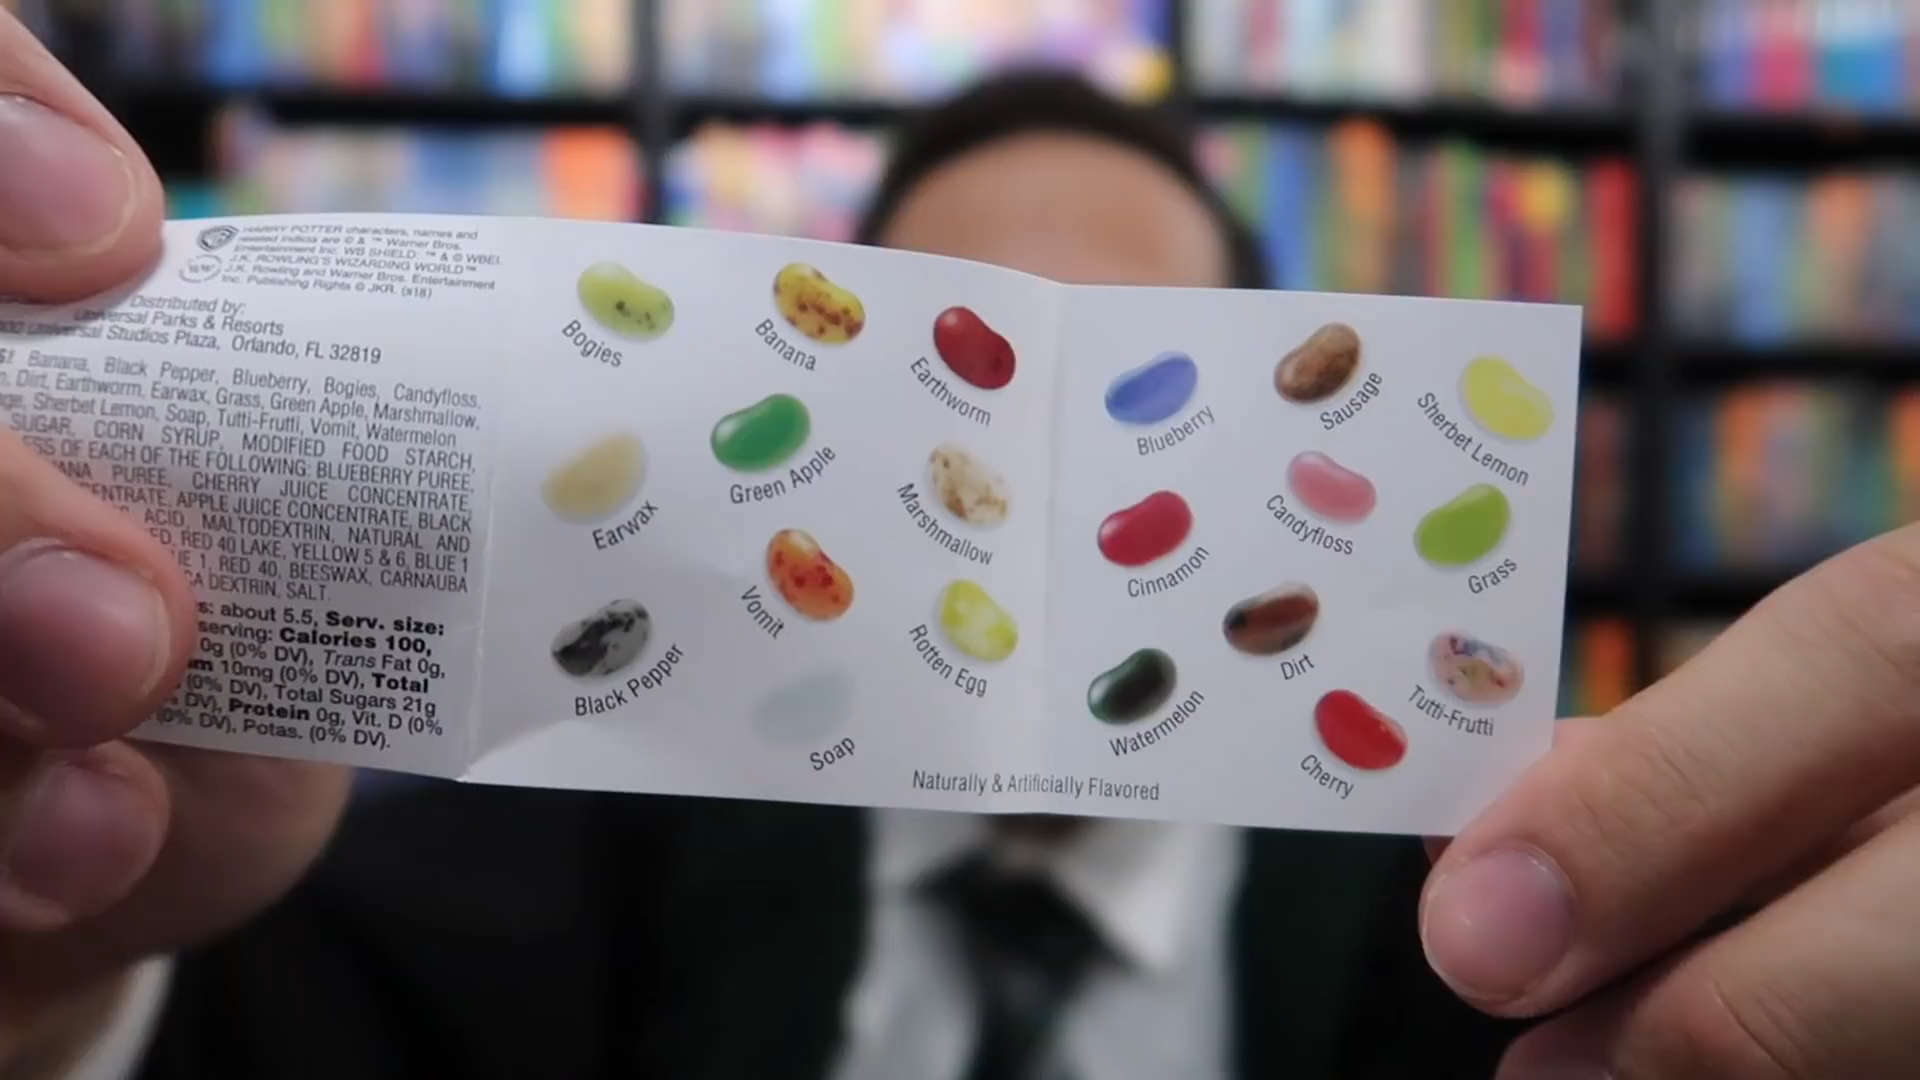 HARRY POTTER characters, names and
related indicia are © & ™ Warner Bros.
Entertainment Inc. WB SHIELD: ™ & © WBEI.
J.K. ROWLING'S WIZARDING WORLD™
J.K. Rowling and Warner Bros. Entertainment
Inc. Publishing Rights © JKR. (s18)
Distributed by:
Universal Parks & Resorts
Universal Studios Plaza, Orlando, FL 32819
Banana, Black Pepper, Blueberry, Bogies, Candyfloss,
Dirt, Earthworm, Earwax, Grass, Green Apple, Marshmallow,
Sherbet Lemon, Soap, Tutti-Frutti, Vomit, Watermelon
SUGAR, CORN SYRUP, MODIFIED FOOD STARCH,
SS OF EACH OF THE FOLLOWING: BLUEBERRY PUREE,
ANA PUREE, CHERRY JUICE CONCENTRATE,
ENTRATE, APPLE JUICE CONCENTRATE, BLACK
ACID, MALTODEXTRIN, NATURAL AND
ED, RED 40 LAKE, YELLOW 5 & 6, BLUE 1
UE 1, RED 40, BEESWAX, CARNAUBA
CA DEXTRIN, SALT.
s: about 5.5, Serv. size:
serving: Calories 100,
0g (0% DV), Trans Fat 0g,
um 10mg (0% DV), Total
(0% DV), Total Sugars 21g
DV), Protein 0g, Vit. D (0%
(0% DV), Potas. (0% DV).
Bogies
Banana
Earthworm
Earwax
Green Apple
Marshmallow
Black Pepper
Vomit
Rotten Egg
Soap
Blueberry
Sausage
Sherbet Lemon
Cinnamon
Candyfloss
Grass
Watermelon
Dirt
Tutti-Frutti
Cherry
Naturally & Artificially Flavored